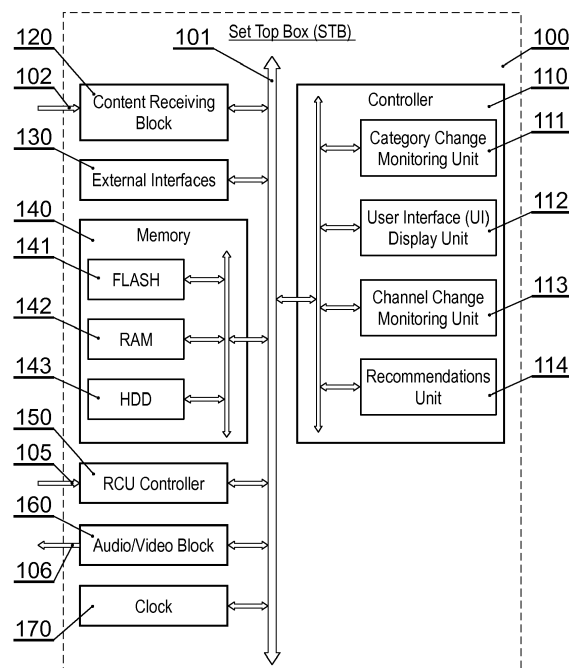 Set Top Box (STB)
120
101
100
102
Content Receiving
Block
Controller
110
111
Category Change
Monitoring Unit
130
External Interfaces
112
User Interface (UI)
Display Unit
140
Memory
141
FLASH
113
Channel Change
Monitoring Unit
142
RAM
143
HDD
114
Recommendations
Unit
150
105
RCU Controller
160
Audio/Video Block
106
Clock
170